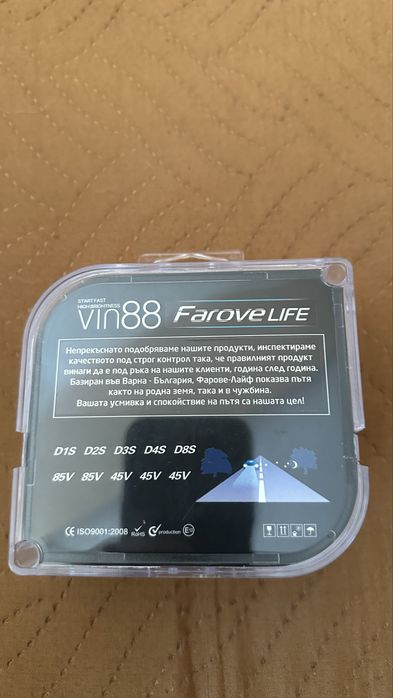 START FAST
HIGH BRIGHTNESS
VIN88 Farove LIFE
Непрекъснато подобряваме нашите продукти, инспектираме
качеството под строг контрол така, че правилният продукт
винаги да е под ръка на нашите клиенти, година след година.
Базиран във Варна - България, Фарове-Лайф показва пътя
както на родна земя, така и в чужбина.
Вашата усмивка и спокойствие на пътя са нашата цел!
D1S D2S D3S D4S D8S
85V 85V 45V 45V 45V
CE ISO9001:2008 RoHS production